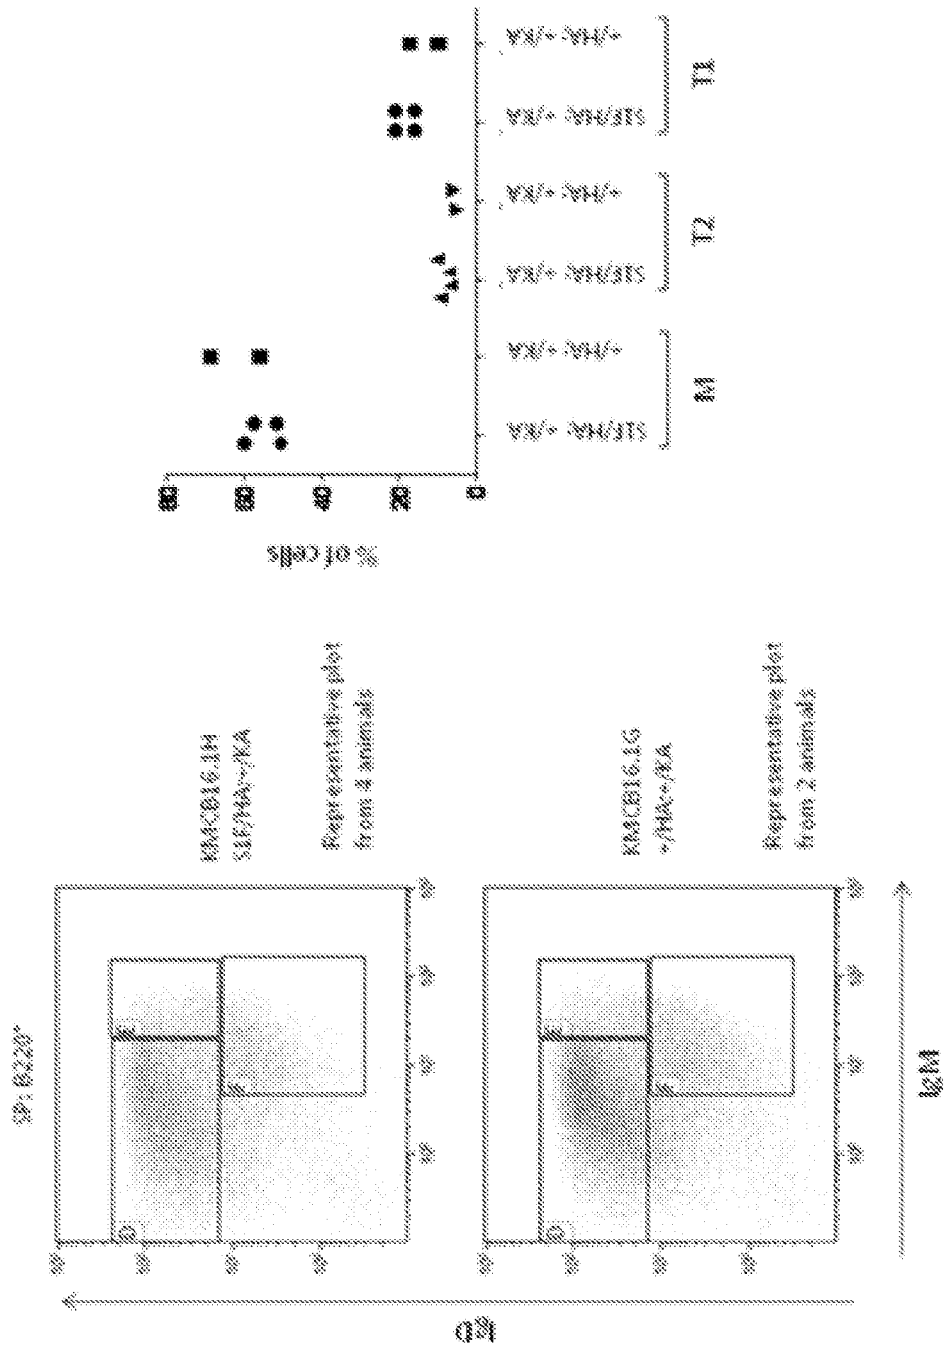 SP: B220⁺
IgD
IgM
KMCB16.1H
S1F/HA;+/KA
Representative plot
from 4 animals
KMCB16.1G
+/HA;+/KA
Representative plot
from 2 animals
% of cells
80
60
40
20
0
S1F/HA; +/KA
+/HA; +/KA
S1F/HA; +/KA
+/HA; +/KA
S1F/HA; +/KA
+/HA; +/KA
M
T2
T1